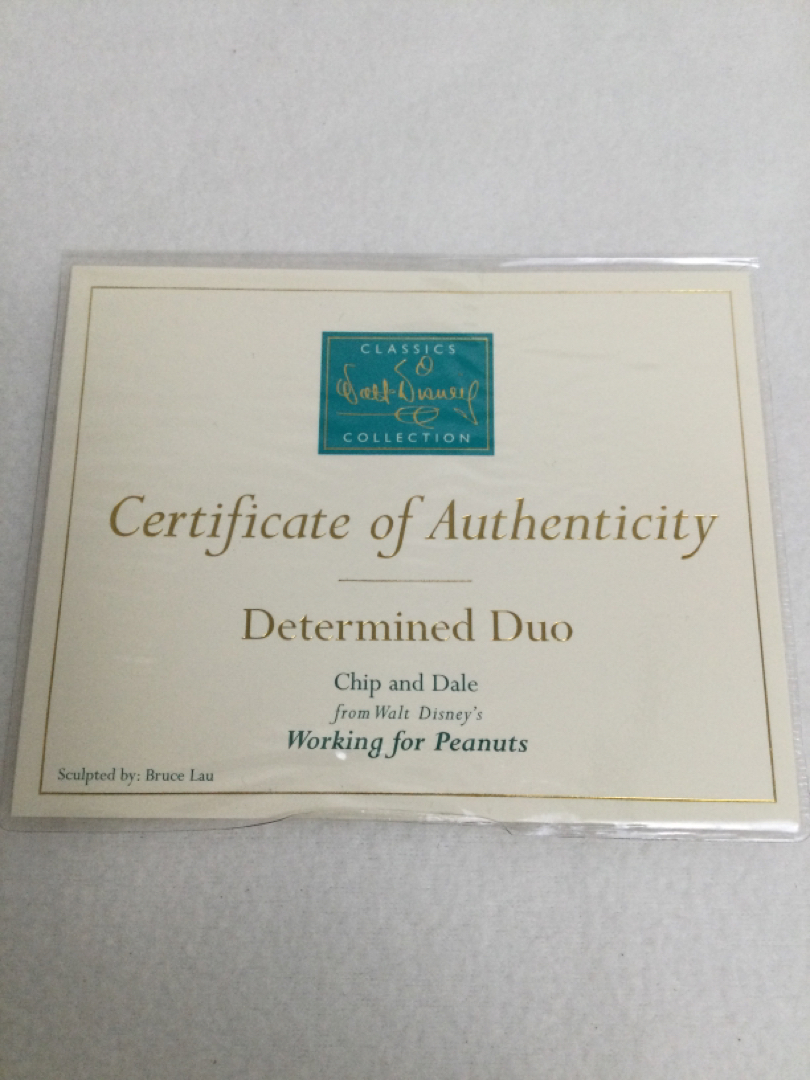 CLASSICS
Walt Disney
COLLECTION
Certificate of Authenticity
Determined Duo
Chip and Dale
from Walt Disney's
Working for Peanuts
Sculpted by: Bruce Lau